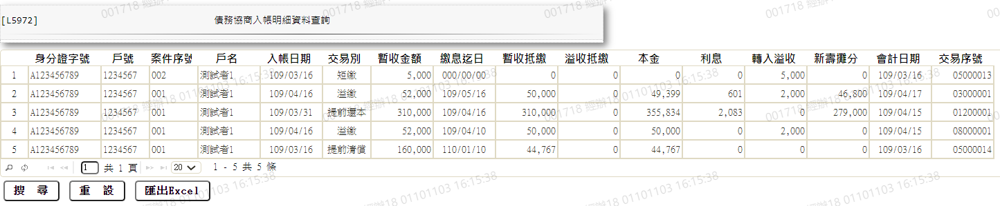 [L5972] 債務協商入帳明細資料查詢
身分證字號 戶號 案件序號 戶名 入帳日期 交易別 暫收金額 繳息迄日 暫收抵繳 溢收抵繳 本金 利息 轉入溢收 新壽攤分 會計日期 交易序號
1 A123456789 1234567 002 測試者1 109/03/16 短繳 5,000 000/00/00 0 0 0 0 5,000 0 109/03/16 05000013
2 A123456789 1234567 001 測試者1 109/04/16 溢繳 52,000 109/05/16 50,000 0 49,399 601 2,000 46,800 109/04/17 03000001
3 A123456789 1234567 001 測試者1 109/03/31 提前還本 310,000 109/04/16 310,000 0 355,834 2,083 0 279,000 109/04/15 01200001
4 A123456789 1234567 001 測試者1 109/04/16 溢繳 52,000 109/04/10 50,000 0 50,000 0 2,000 0 109/04/15 08000001
5 A123456789 1234567 001 測試者1 109/03/16 提前清償 160,000 110/01/10 44,767 0 44,767 0 0 0 109/03/16 05000014
1 共 1 頁 20 1 - 5 共 5 條
搜 尋 重 設 匯出Excel
001718 經辦18 01101103 16:15:38